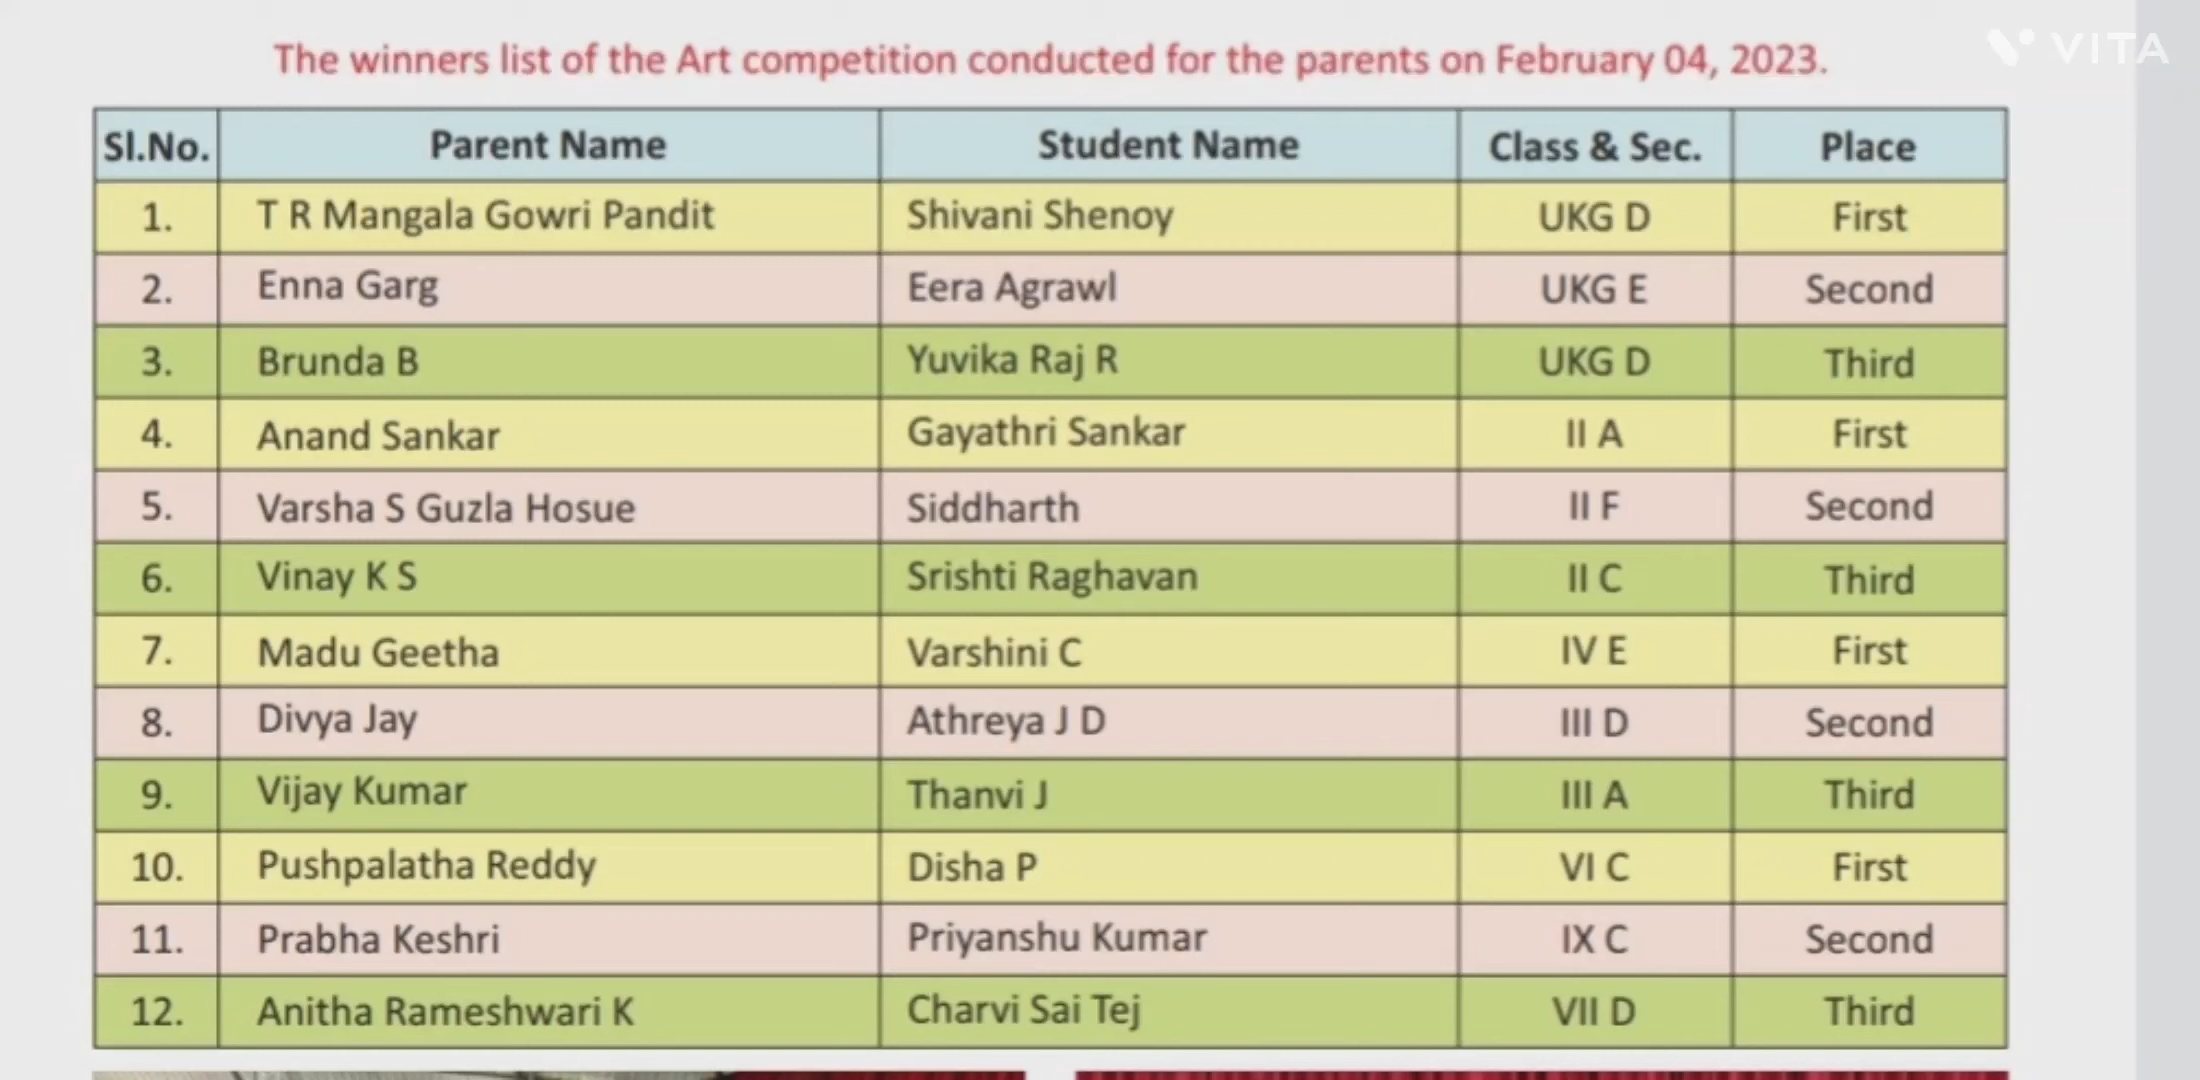 The winners list of the Art competition conducted for the parents on February 04, 2023.
VITA
Sl.No. Parent Name Student Name Class & Sec. Place
1. T R Mangala Gowri Pandit Shivani Shenoy UKG D First
2. Enna Garg Eera Agrawl UKG E Second
3. Brunda B Yuvika Raj R UKG D Third
4. Anand Sankar Gayathri Sankar II A First
5. Varsha S Guzla Hosue Siddharth II F Second
6. Vinay K S Srishti Raghavan II C Third
7. Madu Geetha Varshini C IV E First
8. Divya Jay Athreya J D III D Second
9. Vijay Kumar Thanvi J III A Third
10. Pushpalatha Reddy Disha P VI C First
11. Prabha Keshri Priyanshu Kumar IX C Second
12. Anitha Rameshwari K Charvi Sai Tej VII D Third